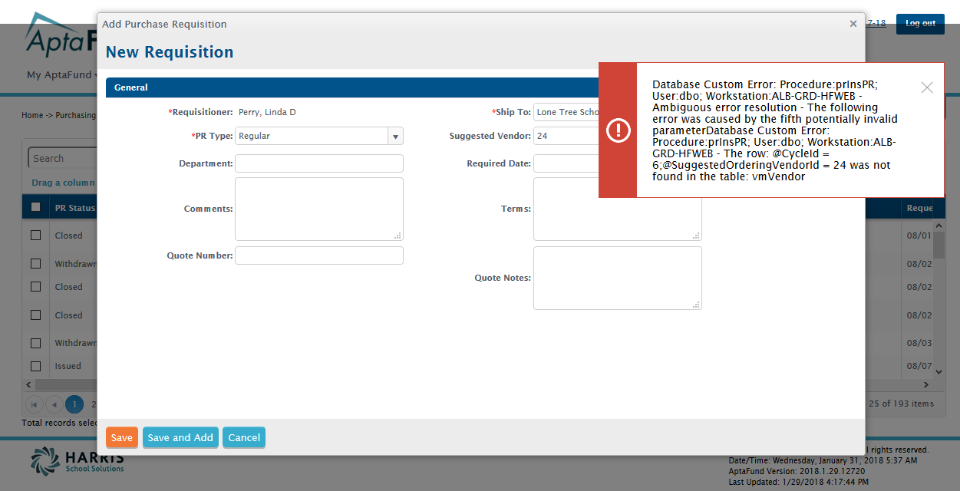 Add Purchase Requisition
×
7-18
Log out
AptaF
New Requisition
My AptaFund
General
Home -> Purchasing
*Requisitioner: Perry, Linda D
*PR Type: Regular
Department:
Comments:
Quote Number:
*Ship To: Lone Tree Scho
Suggested Vendor: 24
Required Date:
Terms:
Quote Notes:
Database Custom Error: Procedure:prInsPR;
User:dbo; Workstation:ALB-GRD-HFWEB -
Ambiguous error resolution - The following
error was caused by the fifth potentially invalid
parameterDatabase Custom Error:
Procedure:prInsPR; User:dbo; Workstation:ALB-
GRD-HFWEB - The row: @CycleId =
6;@SuggestedOrderingVendorId = 24 was not
found in the table: vmVendor
Search
Drag a column
PR Status
Reque
Closed
08/01
Withdrawn
08/02
Closed
08/02
Closed
08/02
Withdrawn
08/03
Issued
08/07
1
2
25 of 193 items
Total records selec
Save
Save and Add
Cancel
HARRIS
School Solutions
l rights reserved.
Date/Time: Wednesday, January 31, 2018 5:37 AM
AptaFund Version: 2018.1.29.12720
Last Updated: 1/29/2018 4:17:44 PM